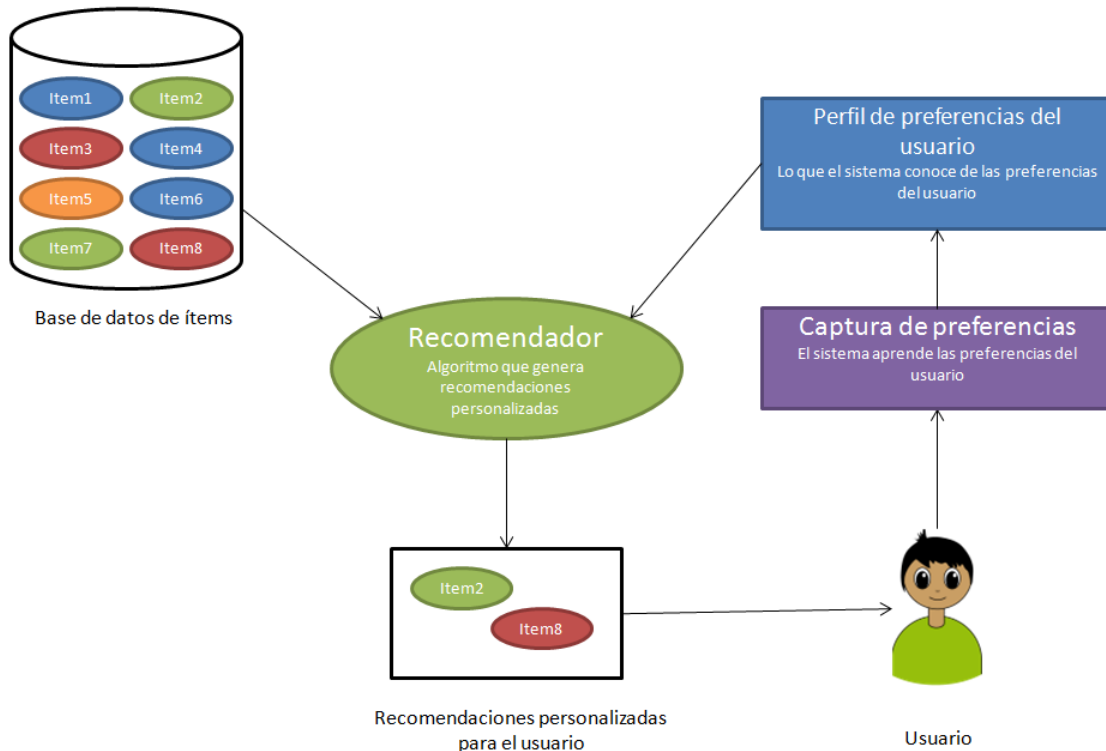 Item1
Item2
Item3
Item4
Item5
Item6
Item7
Item8
Base de datos de ítems
Perfil de preferencias del
usuario
Lo que el sistema conoce de las preferencias
del usuario
Captura de preferencias
El sistema aprende las preferencias del
usuario
Recomendador
Algoritmo que genera
recomendaciones
personalizadas
Item2
Item8
Recomendaciones personalizadas
para el usuario
Usuario